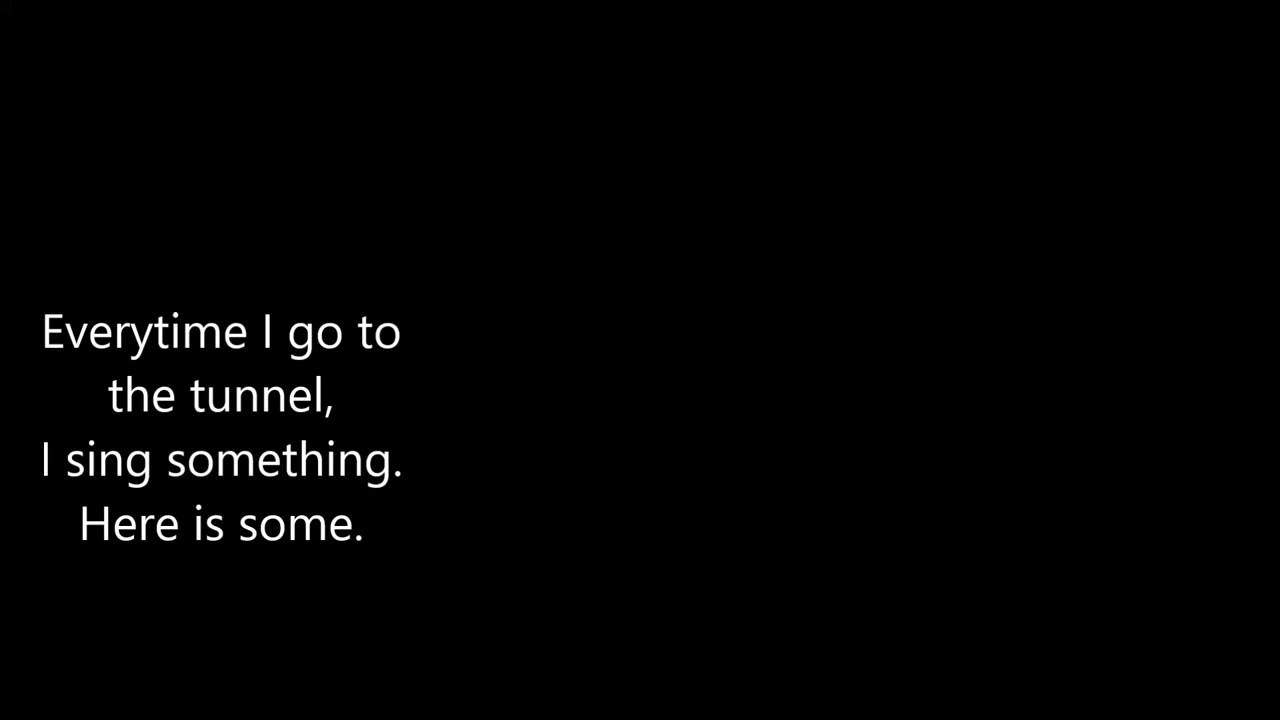 Everytime I go to
the tunnel,
I sing something.
Here is some.